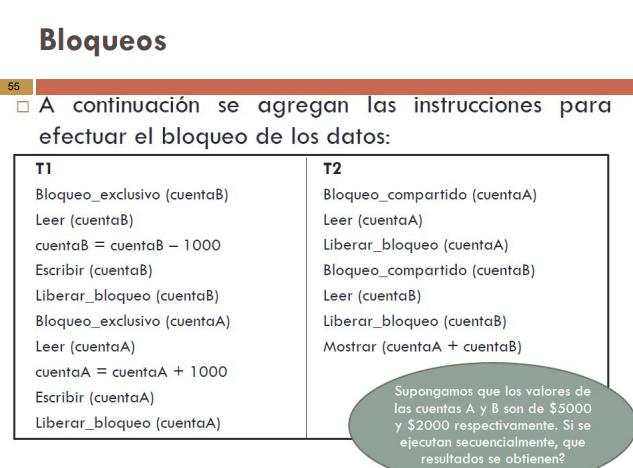 Bloqueos
55
A continuación se agregan las instrucciones para
efectuar el bloqueo de los datos:
T1
Bloqueo_exclusivo (cuentaB)
Leer (cuentaB)
cuentaB = cuentaB – 1000
Escribir (cuentaB)
Liberar_bloqueo (cuentaB)
Bloqueo_exclusivo (cuentaA)
Leer (cuentaA)
cuentaA = cuentaA + 1000
Escribir (cuentaA)
Liberar_bloqueo (cuentaA)
T2
Bloqueo_compartido (cuentaA)
Leer (cuentaA)
Liberar_bloqueo (cuentaA)
Bloqueo_compartido (cuentaB)
Leer (cuentaB)
Liberar_bloqueo (cuentaB)
Mostrar (cuentaA + cuentaB)
Supongamos que los valores de
las cuentas A y B son de $5000
y $2000 respectivamente. Si se
ejecutan secuencialmente, que
resultados se obtienen?